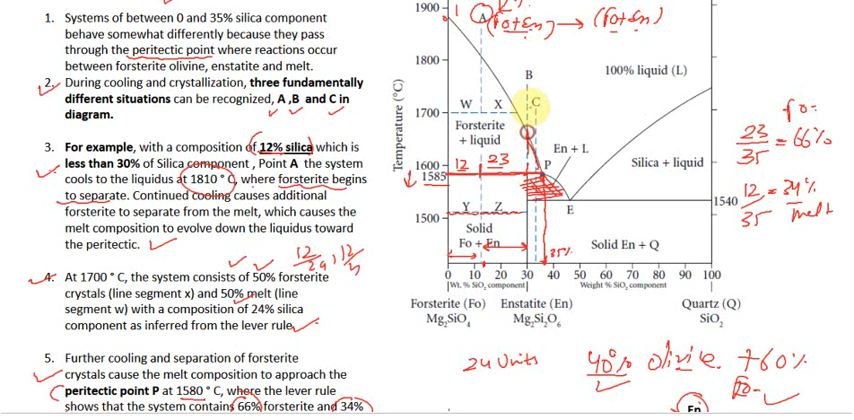 1. Systems of between 0 and 35% silica component
behave somewhat differently because they pass
through the peritectic point where reactions occur
between forsterite olivine, enstatite and melt.
2. During cooling and crystallization, three fundamentally
different situations can be recognized, A ,B and C in
diagram.
3. For example, with a composition of 12% silica which is
less than 30% of Silica component , Point A the system
cools to the liquidus at 1810 ° C, where forsterite begins
to separate. Continued cooling causes additional
forsterite to separate from the melt, which causes the
melt composition to evolve down the liquidus toward
the peritectic.
12/24, 12/
4. At 1700 ° C, the system consists of 50% forsterite
crystals (line segment x) and 50% melt (line
segment w) with a composition of 24% silica
component as inferred from the lever rule.
5. Further cooling and separation of forsterite
crystals cause the melt composition to approach the
peritectic point P at 1580 ° C, where the lever rule
shows that the system contains 66% forsterite and 34%
1900
A
(Fo+En) → (Fo+En)
1800
B
100% liquid (L)
C
1700
W X
Forsterite
+ liquid
En + L
Temperature (°C)
12 23
P
Silica + liquid
1600
1585
1540
Y Z
E
1500
Solid
Fo + En
35%
Solid En + Q
0 10 20 30 40 50 60 70 80 90 100
Wt. % SiO2 component
Weight % SiO2 component
Forsterite (Fo) Enstatite (En) Quartz (Q)
Mg2SiO4 Mg2Si2O6 SiO2
fo=
23/35 = 66%
12/35 = 34%
melt
24 Units
40% olivine +60%
En